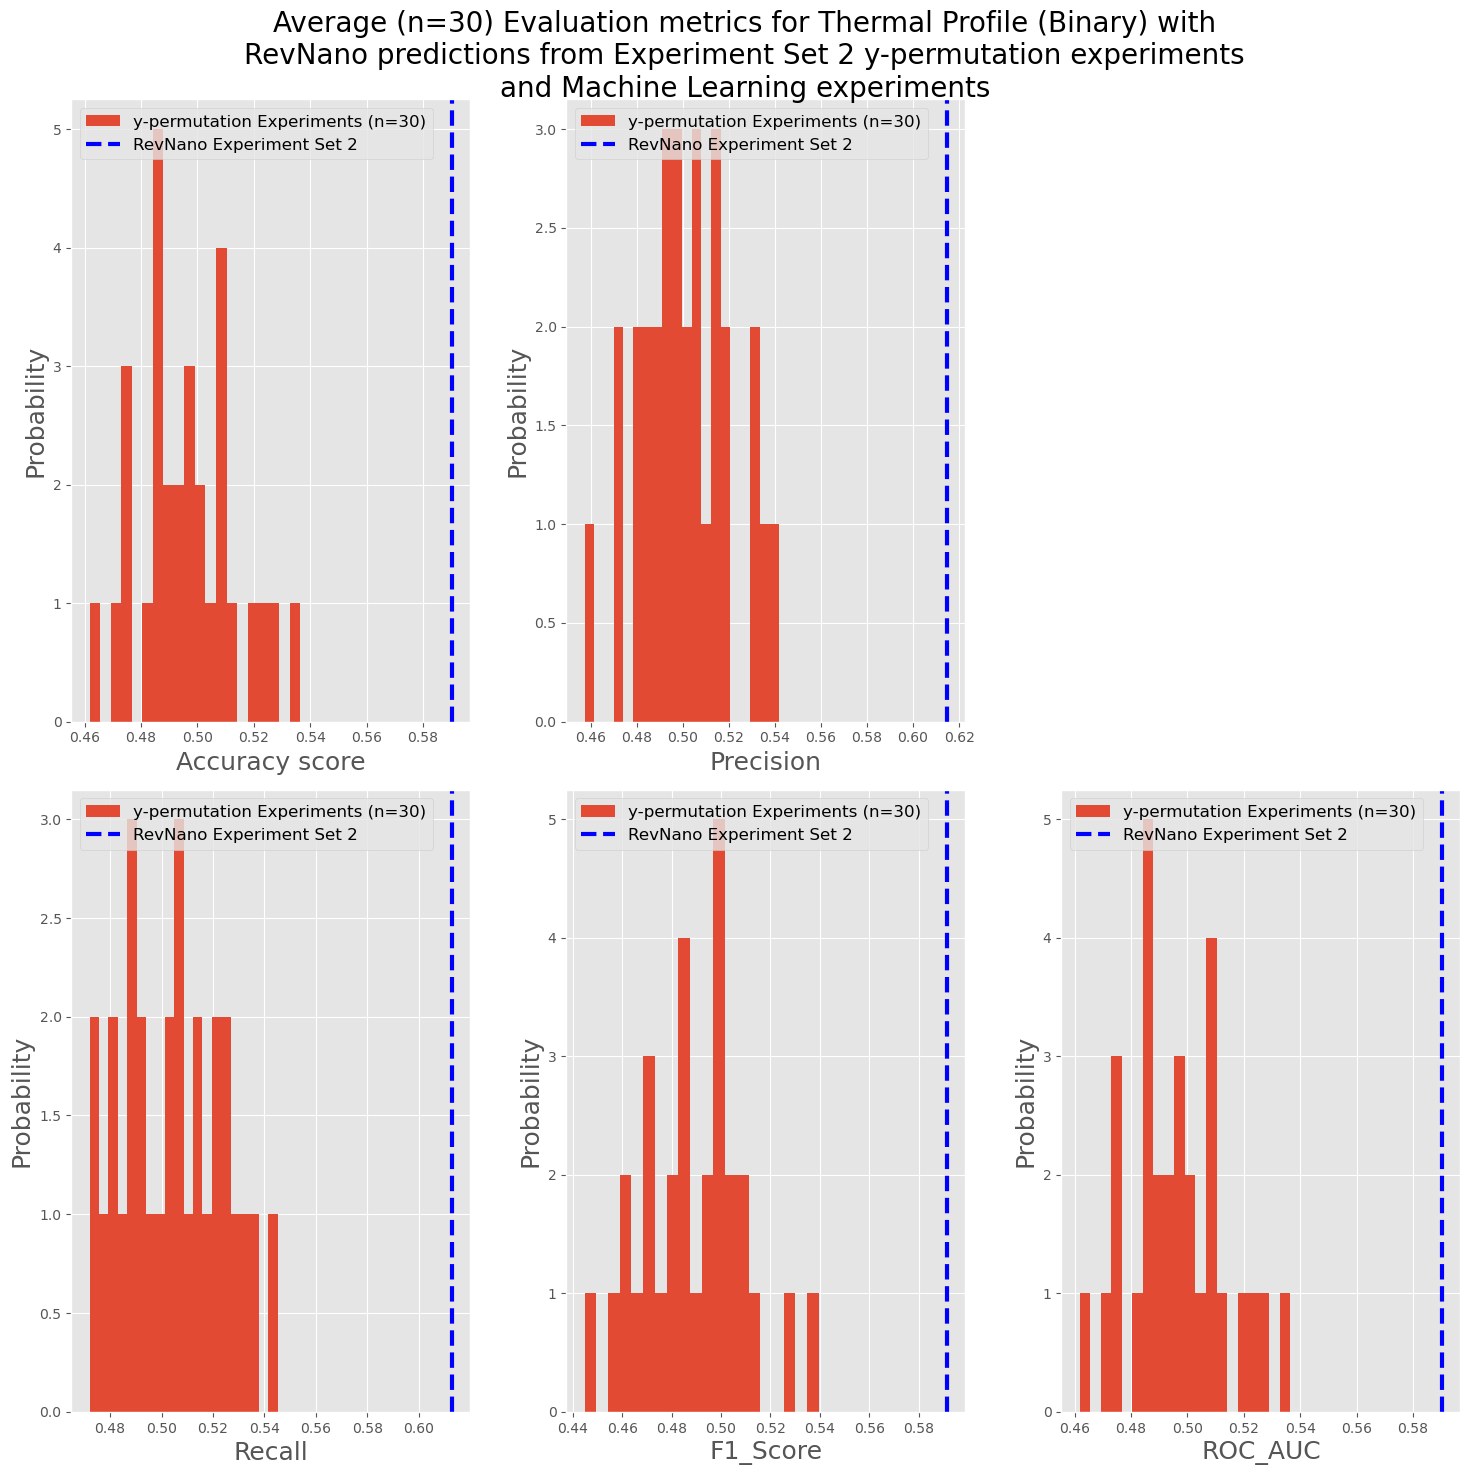 Average (n=30) Evaluation metrics for Thermal Profile (Binary) with
RevNano predictions from Experiment Set 2 y-permutation experiments
and Machine Learning experiments
y-permutation Experiments (n=30)
RevNano Experiment Set 2
5
4
3
2
1
0
Probability
0.46 0.48 0.50 0.52 0.54 0.56 0.58
Accuracy score
y-permutation Experiments (n=30)
RevNano Experiment Set 2
3.0
2.5
2.0
1.5
1.0
0.5
0.0
Probability
0.46 0.48 0.50 0.52 0.54 0.56 0.58 0.60 0.62
Precision
y-permutation Experiments (n=30)
RevNano Experiment Set 2
3.0
2.5
2.0
1.5
1.0
0.5
0.0
Probability
0.48 0.50 0.52 0.54 0.56 0.58 0.60
Recall
y-permutation Experiments (n=30)
RevNano Experiment Set 2
5
4
3
2
1
0
Probability
0.44 0.46 0.48 0.50 0.52 0.54 0.56 0.58
F1_Score
y-permutation Experiments (n=30)
RevNano Experiment Set 2
5
4
3
2
1
0
Probability
0.46 0.48 0.50 0.52 0.54 0.56 0.58
ROC_AUC